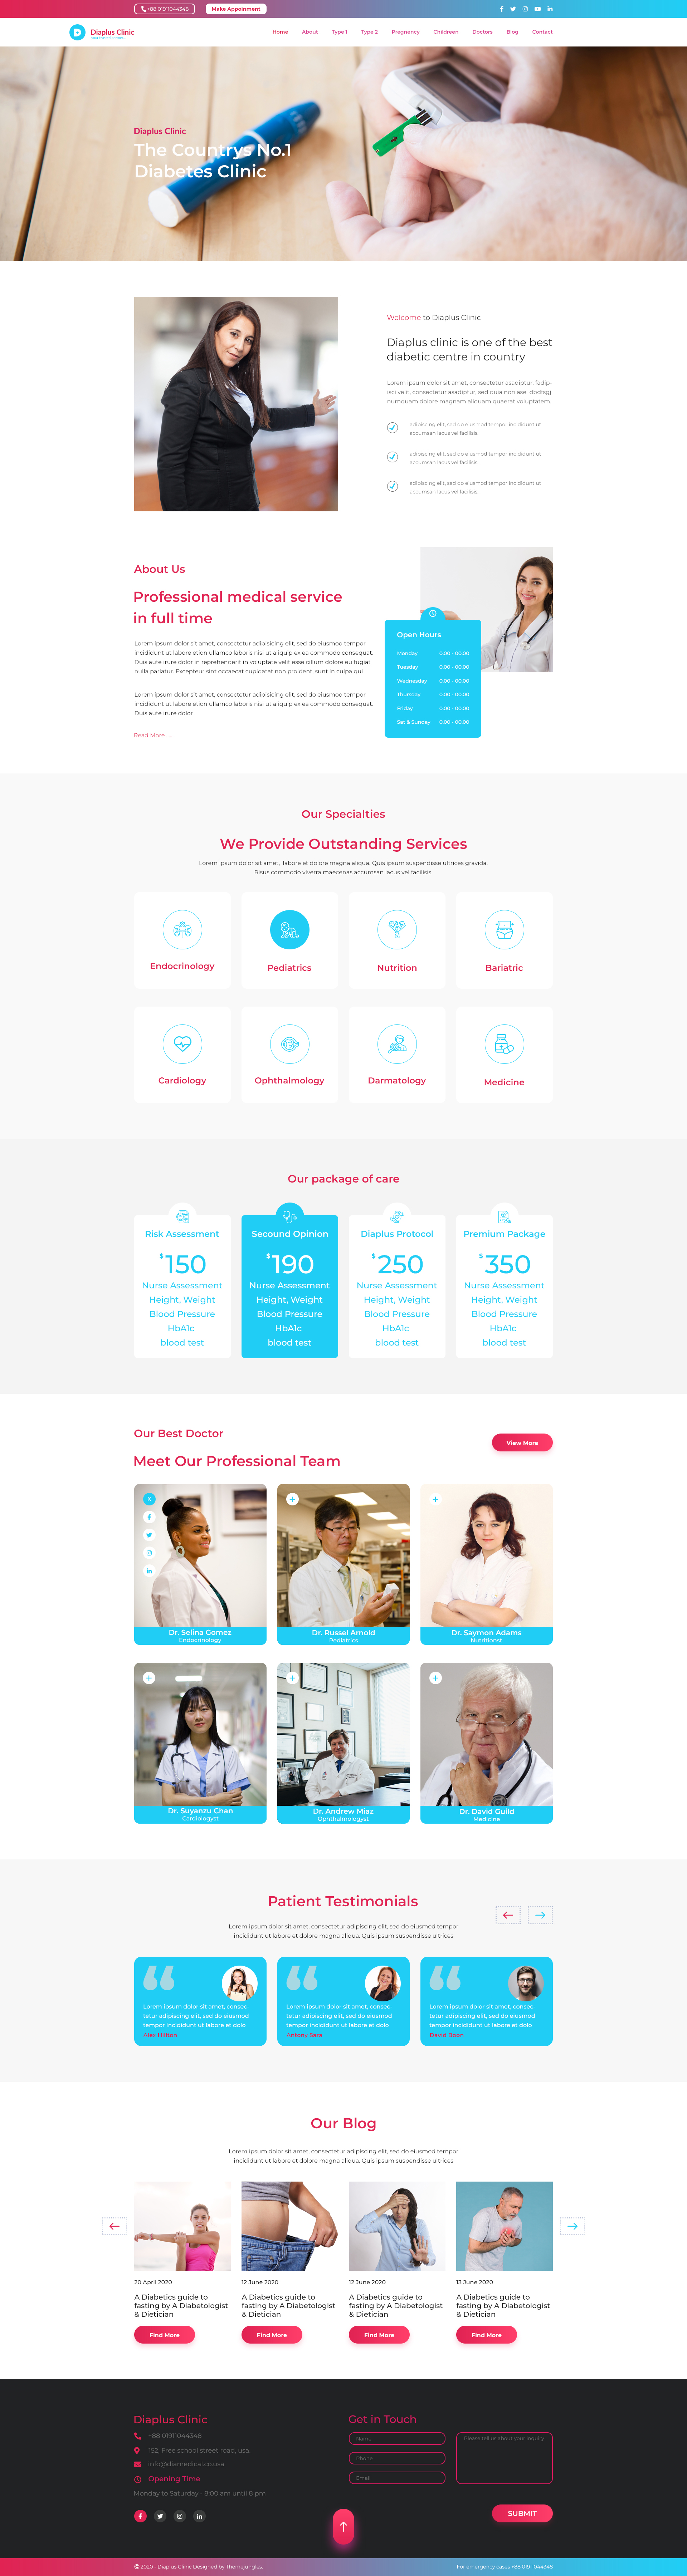 +88 01911044348
Make Appoinment
Diaplus Clinic
Home About Type 1 Type 2 Pregnency Childreen Doctors Blog Contact
Diaplus Clinic
The Countrys No.1
Diabetes Clinic
Welcome to Diaplus Clinic
Diaplus clinic is one of the best
diabetic centre in country
Lorem ipsum dolor sit amet, consectetur asadiptur, fadip-
isci velit, consectetur asadiptur, sed quia non ase dbdhgj
numquam dolore magnam aliquam quaerat voluptatem.
adipiscing elit, sed do eiusmod tempor incididunt ut
accumsan lacus vel facilisis.
adipiscing elit, sed do eiusmod tempor incididunt ut
accumsan lacus vel facilisis.
adipiscing elit, sed do eiusmod tempor incididunt ut
accumsan lacus vel facilisis.
About Us
Professional medical service
in full time
Lorem ipsum dolor sit amet, consectetur adipisicing elit, sed do eiusmod tempor
incididunt ut labore etion ullamco laboris nisi ut aliquip ex ea commodo consequat.
Duis aute irure dolor in reprehenderit in voluptate velit esse cillum dolore eu fugiat
nulla pariatur. Excepteur sint occaecat cupidatat non proident, sunt in culpa qui
Lorem ipsum dolor sit amet, consectetur adipisicing elit, sed do eiusmod tempor
incididunt ut labore etion ullamco laboris nisi ut aliquip ex ea commodo consequat.
Duis aute irure dolor
Read More ....
Open Hours
Monday 0.00 - 00.00
Tuesday 0.00 - 00.00
Wednesday 0.00 - 00.00
Thursday 0.00 - 00.00
Friday 0.00 - 00.00
Sat & Sunday 0.00 - 00.00
Our Specialties
We Provide Outstanding Services
Lorem ipsum dolor sit amet, labore et dolore magna aliqua. Quis ipsum suspendisse ultrices gravida.
Risus commodo viverra maecenas accumsan lacus vel facilisis
Endocrinology
Pediatrics
Nutrition
Bariatric
Cardiology
Ophthalmology
Darmatology
Medicine
Our package of care
Risk Assessment
$150
Nurse Assessment
Height, Weight
Blood Pressure
HbA1c
blood test
Secound Opinion
$190
Nurse Assessment
Height, Weight
Blood Pressure
HbA1c
blood test
Diaplus Protocol
$250
Nurse Assessment
Height, Weight
Blood Pressure
HbA1c
blood test
Premium Package
$350
Nurse Assessment
Height, Weight
Blood Pressure
HbA1c
blood test
Our Best Doctor
Meet Our Professional Team
View More
X
Dr. Selina Gomez
Endocrinology
Dr. Russel Arnold
Pediatrics
Dr. Saymon Adams
Nutritionst
Dr. Suyanzu Chan
Cardiologyst
Dr. Andrew Miaz
Ophthalmologyst
Dr. David Guild
Medicine
Patient Testimonials
Lorem ipsum dolor sit amet, consectetur adipiscing elit, sed do eiusmod tempor
incididunt ut labore et dolore magna aliqua. Quis ipsum suspendisse ultrices
Lorem ipsum dolor sit amet, consec-
tetur adipiscing elit, sed do eiusmod
tempor incididunt ut labore et dolo
Alex Hillton
Lorem ipsum dolor sit amet, consec-
tetur adipiscing elit, sed do eiusmod
tempor incididunt ut labore et dolo
Antony Sara
Lorem ipsum dolor sit amet, consec-
tetur adipiscing elit, sed do eiusmod
tempor incididunt ut labore et dolo
David Boon
Our Blog
Lorem ipsum dolor sit amet, consectetur adipiscing elit, sed do eiusmod tempor
incididunt ut labore et dolore magna aliqua. Quis ipsum suspendisse ultrices
20 April 2020
A Diabetics guide to
fasting by A Diabetologist
& Dietician
Find More
12 June 2020
A Diabetics guide to
fasting by A Diabetologist
& Dietician
Find More
12 June 2020
A Diabetics guide to
fasting by A Diabetologist
& Dietician
Find More
13 June 2020
A Diabetics guide to
fasting by A Diabetologist
& Dietician
Find More
Diaplus Clinic
+88 01911044348
152, Free school street road, usa.
info@diamedical.co.usa
Opening Time
Monday to Saturday - 8:00 am until 8 pm
Get in Touch
Name
Phone
Email
Please tell us about your inquiry
SUBMIT
© 2020 - Diaplus Clinic Designed by Themejungles.
For emergency cases +88 01911044348